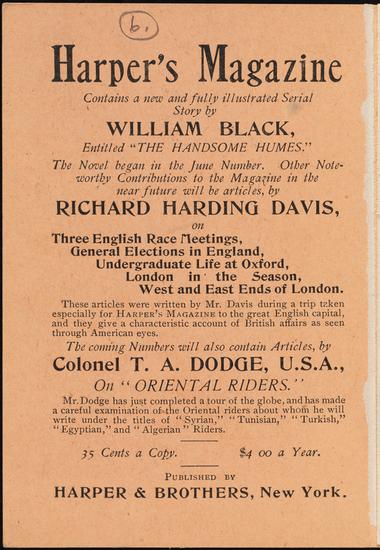 6.
Harper's Magazine
Contains a new and fully illustrated Serial
Story by
WILLIAM BLACK,
Entitled "THE HANDSOME HUMES."
The Novel began in the June Number. Other Note-
worthy Contributions to the Magazine in the
near future will be articles, by
RICHARD HARDING DAVIS,
on
Three English Race Meetings,
General Elections in England,
Undergraduate Life at Oxford,
London in the Season,
West and East Ends of London.
These articles were written by Mr. Davis during a trip taken
especially for HARPER'S MAGAZINE to the great English capital,
and they give a characteristic account of British affairs as seen
through American eyes.
The coming Numbers will also contain Articles, by
Colonel T. A. DODGE, U.S.A.,
On "ORIENTAL RIDERS."
Mr. Dodge has just completed a tour of the globe, and has made
a careful examination of the Oriental riders about whom he will
write under the titles of "Syrian," "Tunisian," "Turkish,"
"Egyptian," and "Algerian" Riders.
35 Cents a Copy. $4 00 a Year.
PUBLISHED BY
HARPER & BROTHERS, New York.